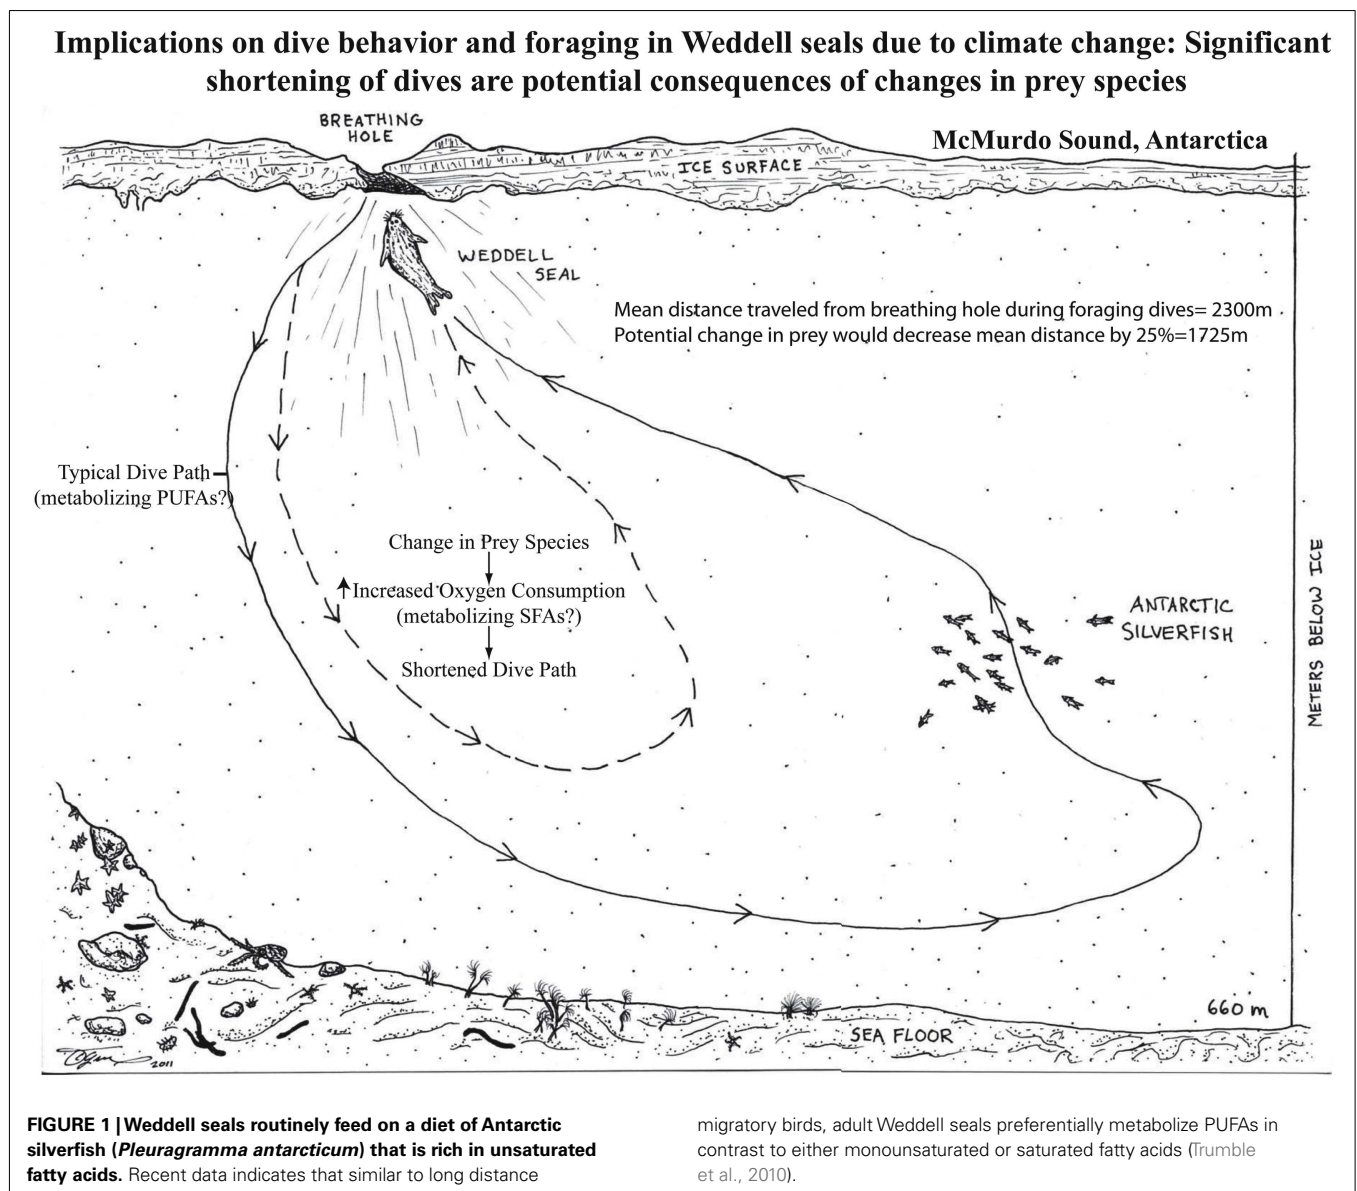 Implications on dive behavior and foraging in Weddell seals due to climate change: Significant
shortening of dives are potential consequences of changes in prey species
BREATHING
HOLE
McMurdo Sound, Antarctica
ICE SURFACE
WEDDELL
SEAL
Mean distance traveled from breathing hole during foraging dives= 2300m
Potential change in prey would decrease mean distance by 25%=1725m
Typical Dive Path
(metabolizing PUFAs?)
Change in Prey Species
Increased Oxygen Consumption
(metabolizing SFAs?)
Shortened Dive Path
ANTARCTIC
SILVERFISH
METERS BELOW ICE
660 m
SEA FLOOR
2011
FIGURE 1 | Weddell seals routinely feed on a diet of Antarctic
silverfish (Pleuragramma antarcticum) that is rich in unsaturated
fatty acids. Recent data indicates that similar to long distance
migratory birds, adult Weddell seals preferentially metabolize PUFAs in
contrast to either monounsaturated or saturated fatty acids (Trumble
et al., 2010).